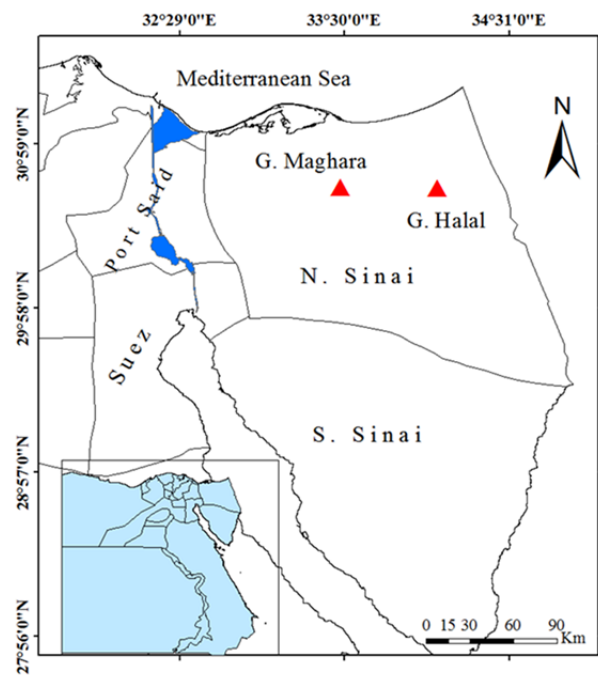 32°29'0"E 33°30'0"E 34°31'0"E
Mediterranean Sea
N
30°59'0"N
G. Maghara
Port Said
G. Halal
N. Sinai
29°58'0"N
Suez
S. Sinai
28°57'0"N
27°56'0"N
0 15 30 60 90
Km